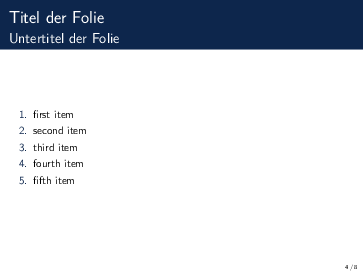 Titel der Folie
Untertitel der Folie
1. first item
2. second item
3. third item
4. fourth item
5. fifth item
4 / 8